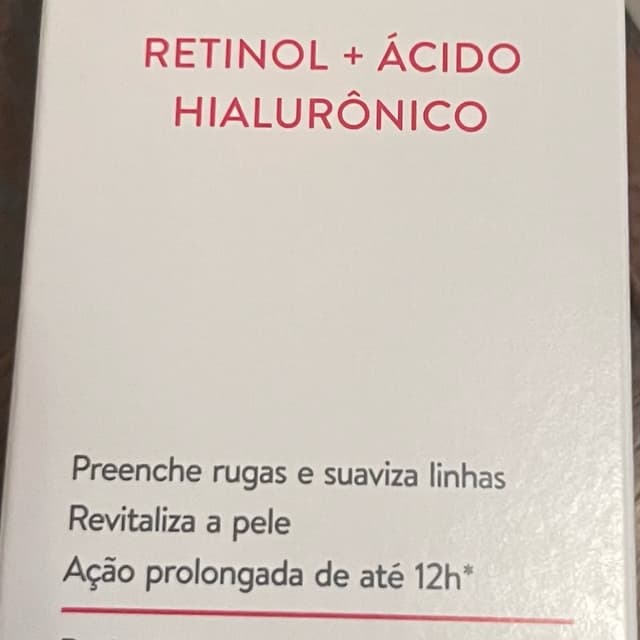 RETINOL + ÁCIDO
HIALURÔNICO
Preenche rugas e suaviza linhas
Revitaliza a pele
Ação prolongada de até 12h*